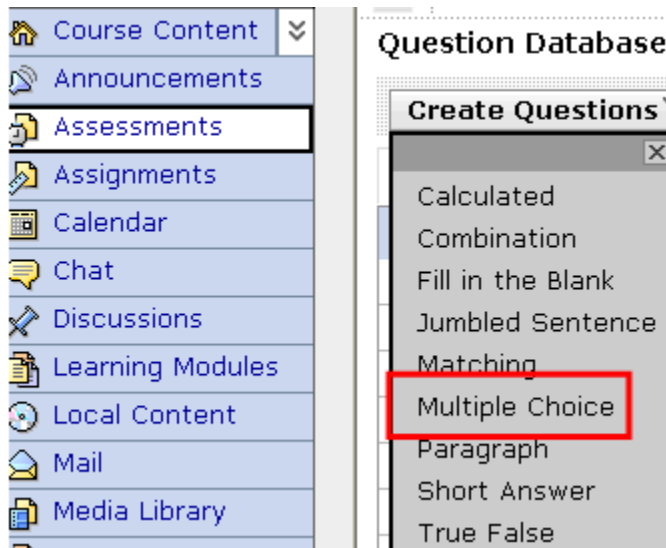 Course Content
Announcements
Assessments
Assignments
Calendar
Chat
Discussions
Learning Modules
Local Content
Mail
Media Library
Question Database
Create Questions
Calculated
Combination
Fill in the Blank
Jumbled Sentence
Matching
Multiple Choice
Paragraph
Short Answer
True False